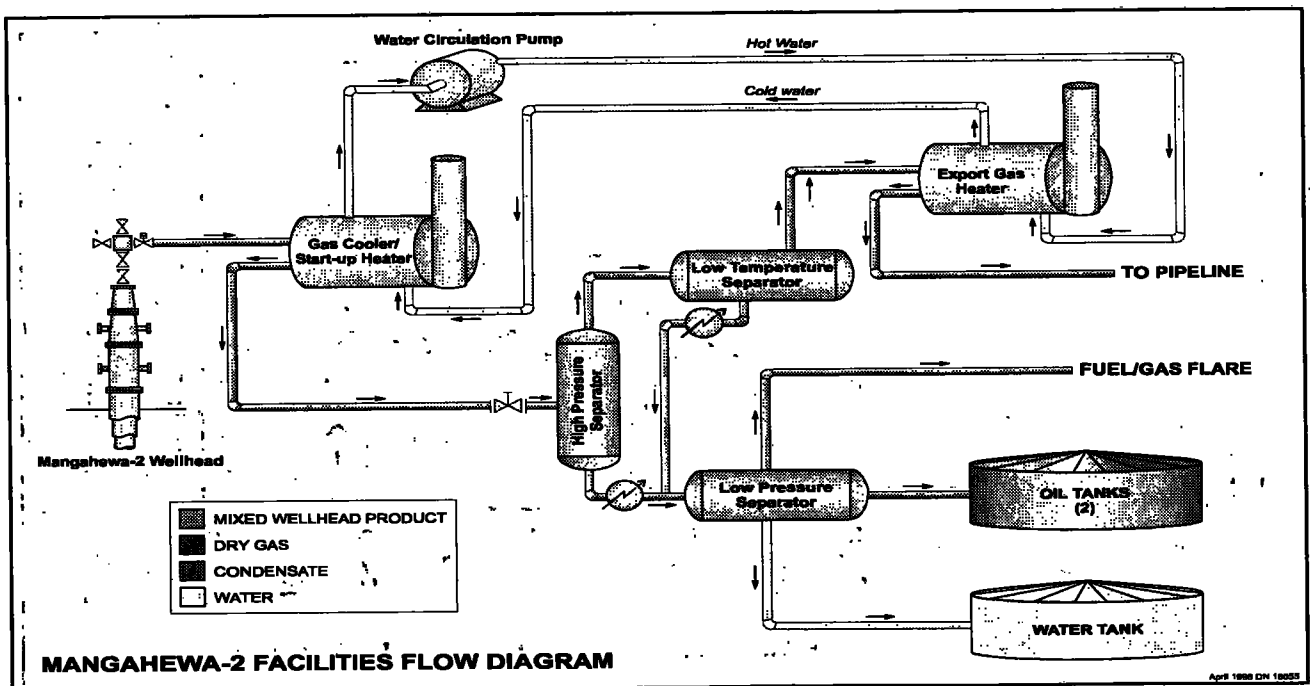 Water Circulation Pump
Hot Water
Cold water
Export Gas
Heater
Gas Cooler/
Start-up Heater
Low Temperature
Separator
TO PIPELINE
High Pressure
Separator
FUEL/GAS FLARE
Mangahewa-2 Wellhead
Low Pressure
Separator
OIL TANKS
(2)
MIXED WELLHEAD PRODUCT
DRY GAS
CONDENSATE
WATER
WATER TANK
MANGAHEWA-2 FACILITIES FLOW DIAGRAM